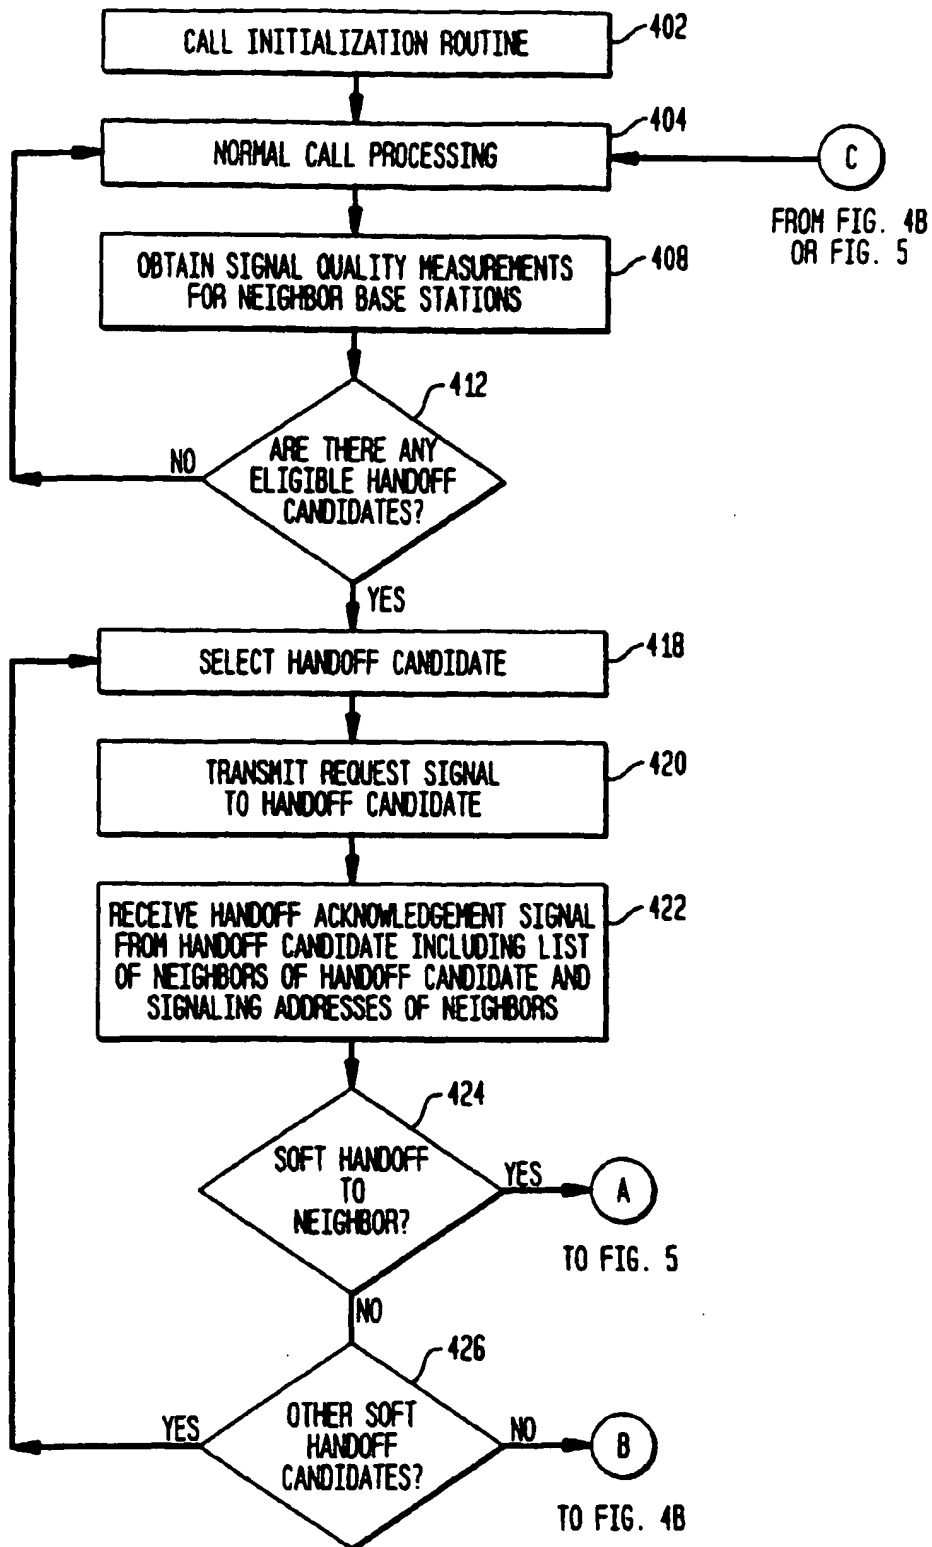 CALL INITIALIZATION ROUTINE
402
NORMAL CALL PROCESSING
404
C
FROM FIG. 4B
OR FIG. 5
OBTAIN SIGNAL QUALITY MEASUREMENTS
FOR NEIGHBOR BASE STATIONS
408
412
ARE THERE ANY
ELIGIBLE HANDOFF
CANDIDATES?
NO
YES
SELECT HANDOFF CANDIDATE
418
TRANSMIT REQUEST SIGNAL
TO HANDOFF CANDIDATE
420
RECEIVE HANDOFF ACKNOWLEDGEMENT SIGNAL
FROM HANDOFF CANDIDATE INCLUDING LIST
OF NEIGHBORS OF HANDOFF CANDIDATE AND
SIGNALING ADDRESSES OF NEIGHBORS
422
424
SOFT HANDOFF
TO
NEIGHBOR?
YES
A
TO FIG. 5
NO
426
OTHER SOFT
HANDOFF
CANDIDATES?
YES
NO
B
TO FIG. 4B